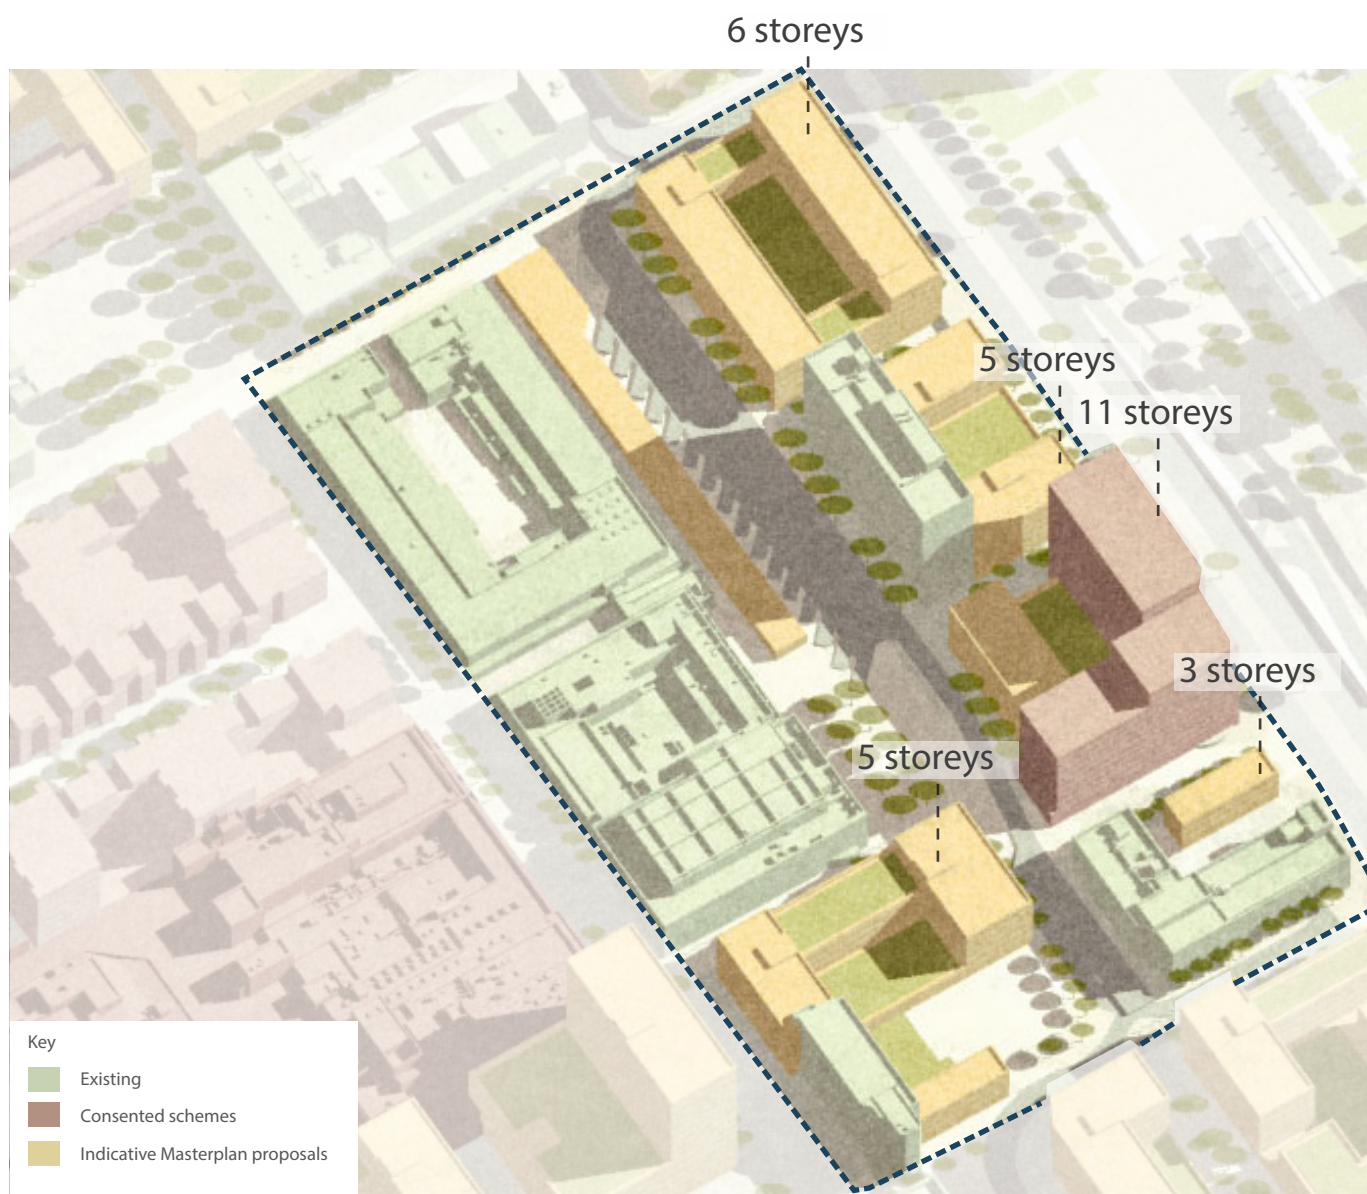 6 storeys
5 storeys
11 storeys
3 storeys
5 storeys
Key
Existing
Consented schemes
Indicative Masterplan proposals